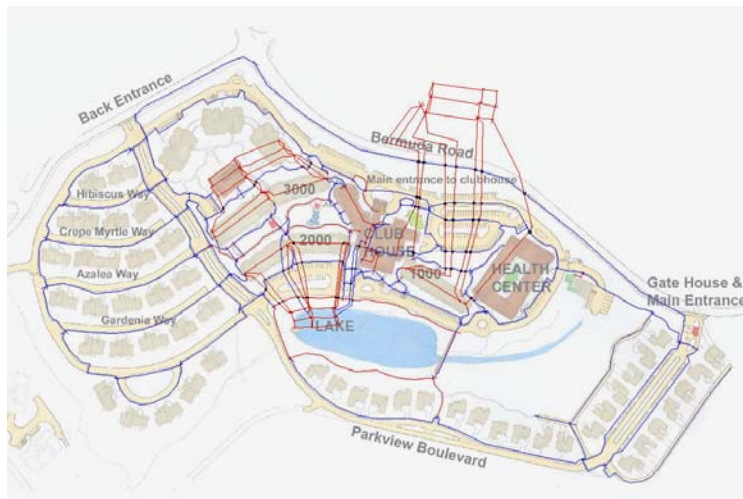 Back Entrance
Bermuda Road
Main entrance to clubhouse
Hibiscus Way
3000
Crepe Myrtle Way
CLUB
HOUSE
2000
Azalea Way
1000
HEALTH
CENTER
Gate House &
Main Entrance
Gardenia Way
LAKE
Parkview Boulevard